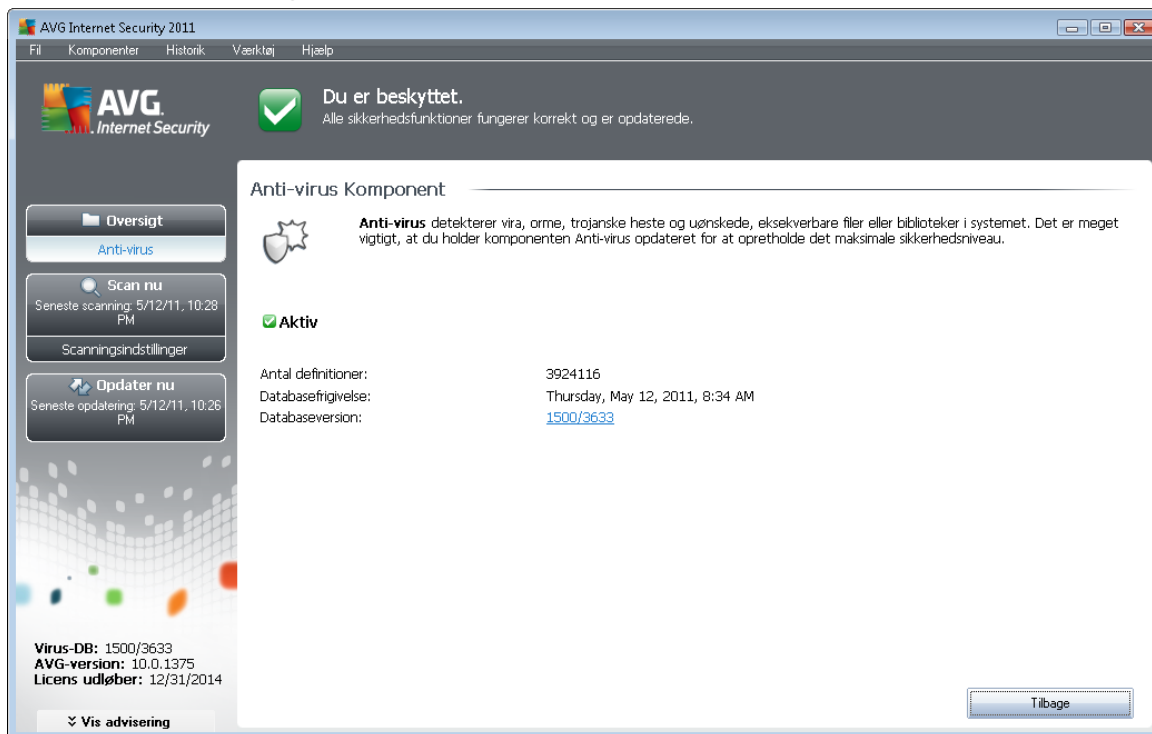 AVG Internet Security 2011
Fil Komponenter Historik Værktøj Hjælp
AVG.
Internet Security
Du er beskyttet.
Alle sikkerhedsfunktioner fungerer korrekt og er opdaterede.
Oversigt
Anti-virus
Scan nu
Seneste scanning: 5/12/11, 10:28
PM
Scanningsindstillinger
Opdater nu
Seneste opdatering: 5/12/11, 10:26
PM
Virus-DB: 1500/3633
AVG-version: 10.0.1375
Licens udløber: 12/31/2014
Vis advisering
Anti-virus Komponent
Anti-virus detekterer vira, orme, trojanske heste og uønskede, eksekverbare filer eller biblioteker i systemet. Det er meget
vigtigt, at du holder komponenten Anti-virus opdateret for at opretholde det maksimale sikkerhedsniveau.
Aktiv
Antal definitioner: 3924116
Databasefrigivelse: Thursday, May 12, 2011, 8:34 AM
Databaseversion: 1500/3633
Tilbage